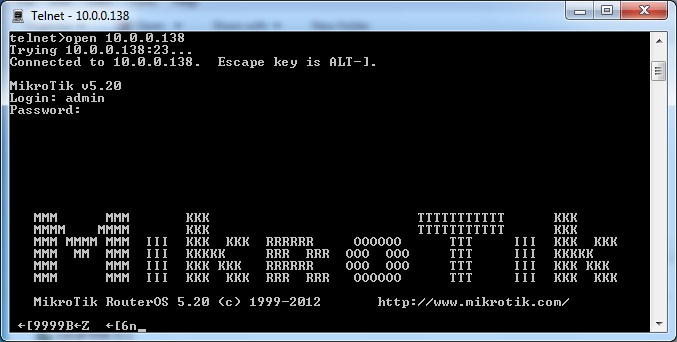 Telnet - 10.0.0.138
telnet>open 10.0.0.138
Trying 10.0.0.138:23...
Connected to 10.0.0.138.  Escape key is ALT-].
MikroTik v5.20
Login: admin
Password:
MMM      MMM       KKK                          TTTTTTTTTTT      KKK
MMMM    MMMM       KKK                          TTTTTTTTTTT      KKK
MMM MMMM MMM  III  KKK  KKK  RRRRRR     OOOOOO      TTT     III  KKK  KKK
MMM  MM  MMM  III  KKKKK     RRR  RRR  OOO  OOO     TTT     III  KKKKK
MMM      MMM  III  KKK KKK   RRRRRR    OOO  OOO     TTT     III  KKK KKK
MMM      MMM  III  KKK  KKK  RRR  RRR   OOOOOO      TTT     III  KKK  KKK
MikroTik RouterOS 5.20 (c) 1999-2012       http://www.mikrotik.com/
←[9999B←Z  ←[6n